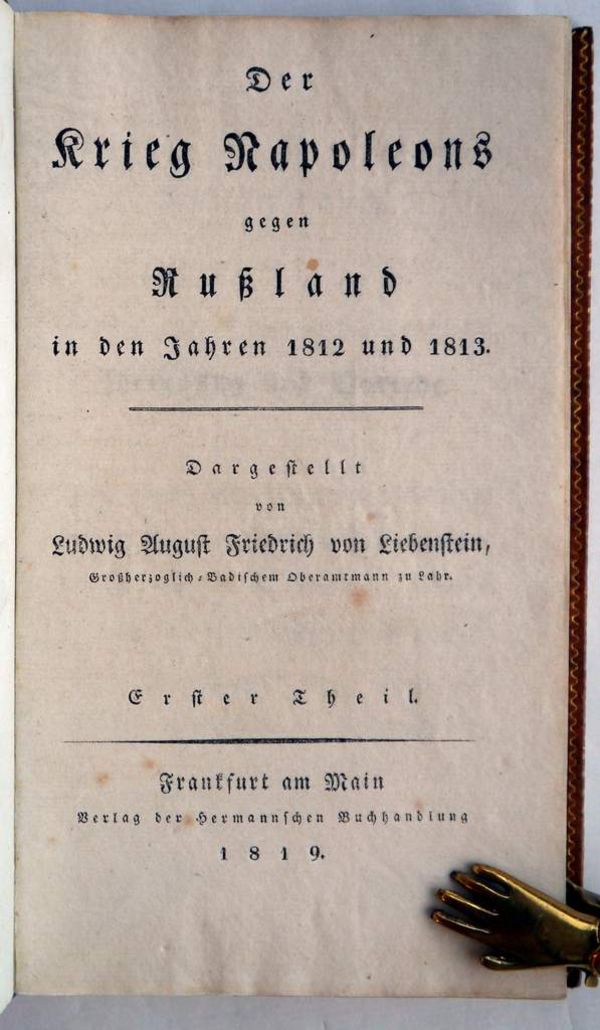 Der
Krieg Napoleons
gegen
Rußland
in den Jahren 1812 und 1813.
Dargestellt
von
Ludwig August Friedrich von Liebenstein,
Großherzoglich-Badischem Oberamtmann zu Lahr.
Erster Theil.
Frankfurt am Main
Verlag der Hermannschen Buchhandlung
1819.